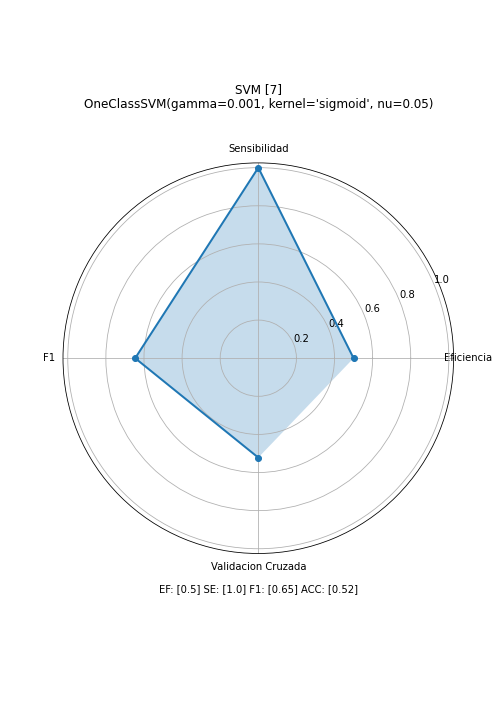 SVM [7]
OneClassSVM(gamma=0.001, kernel='sigmoid', nu=0.05)
Sensibilidad
1.0
0.8
0.6
0.4
0.2
F1
Eficiencia
Validacion Cruzada
EF: [0.5] SE: [1.0] F1: [0.65] ACC: [0.52]